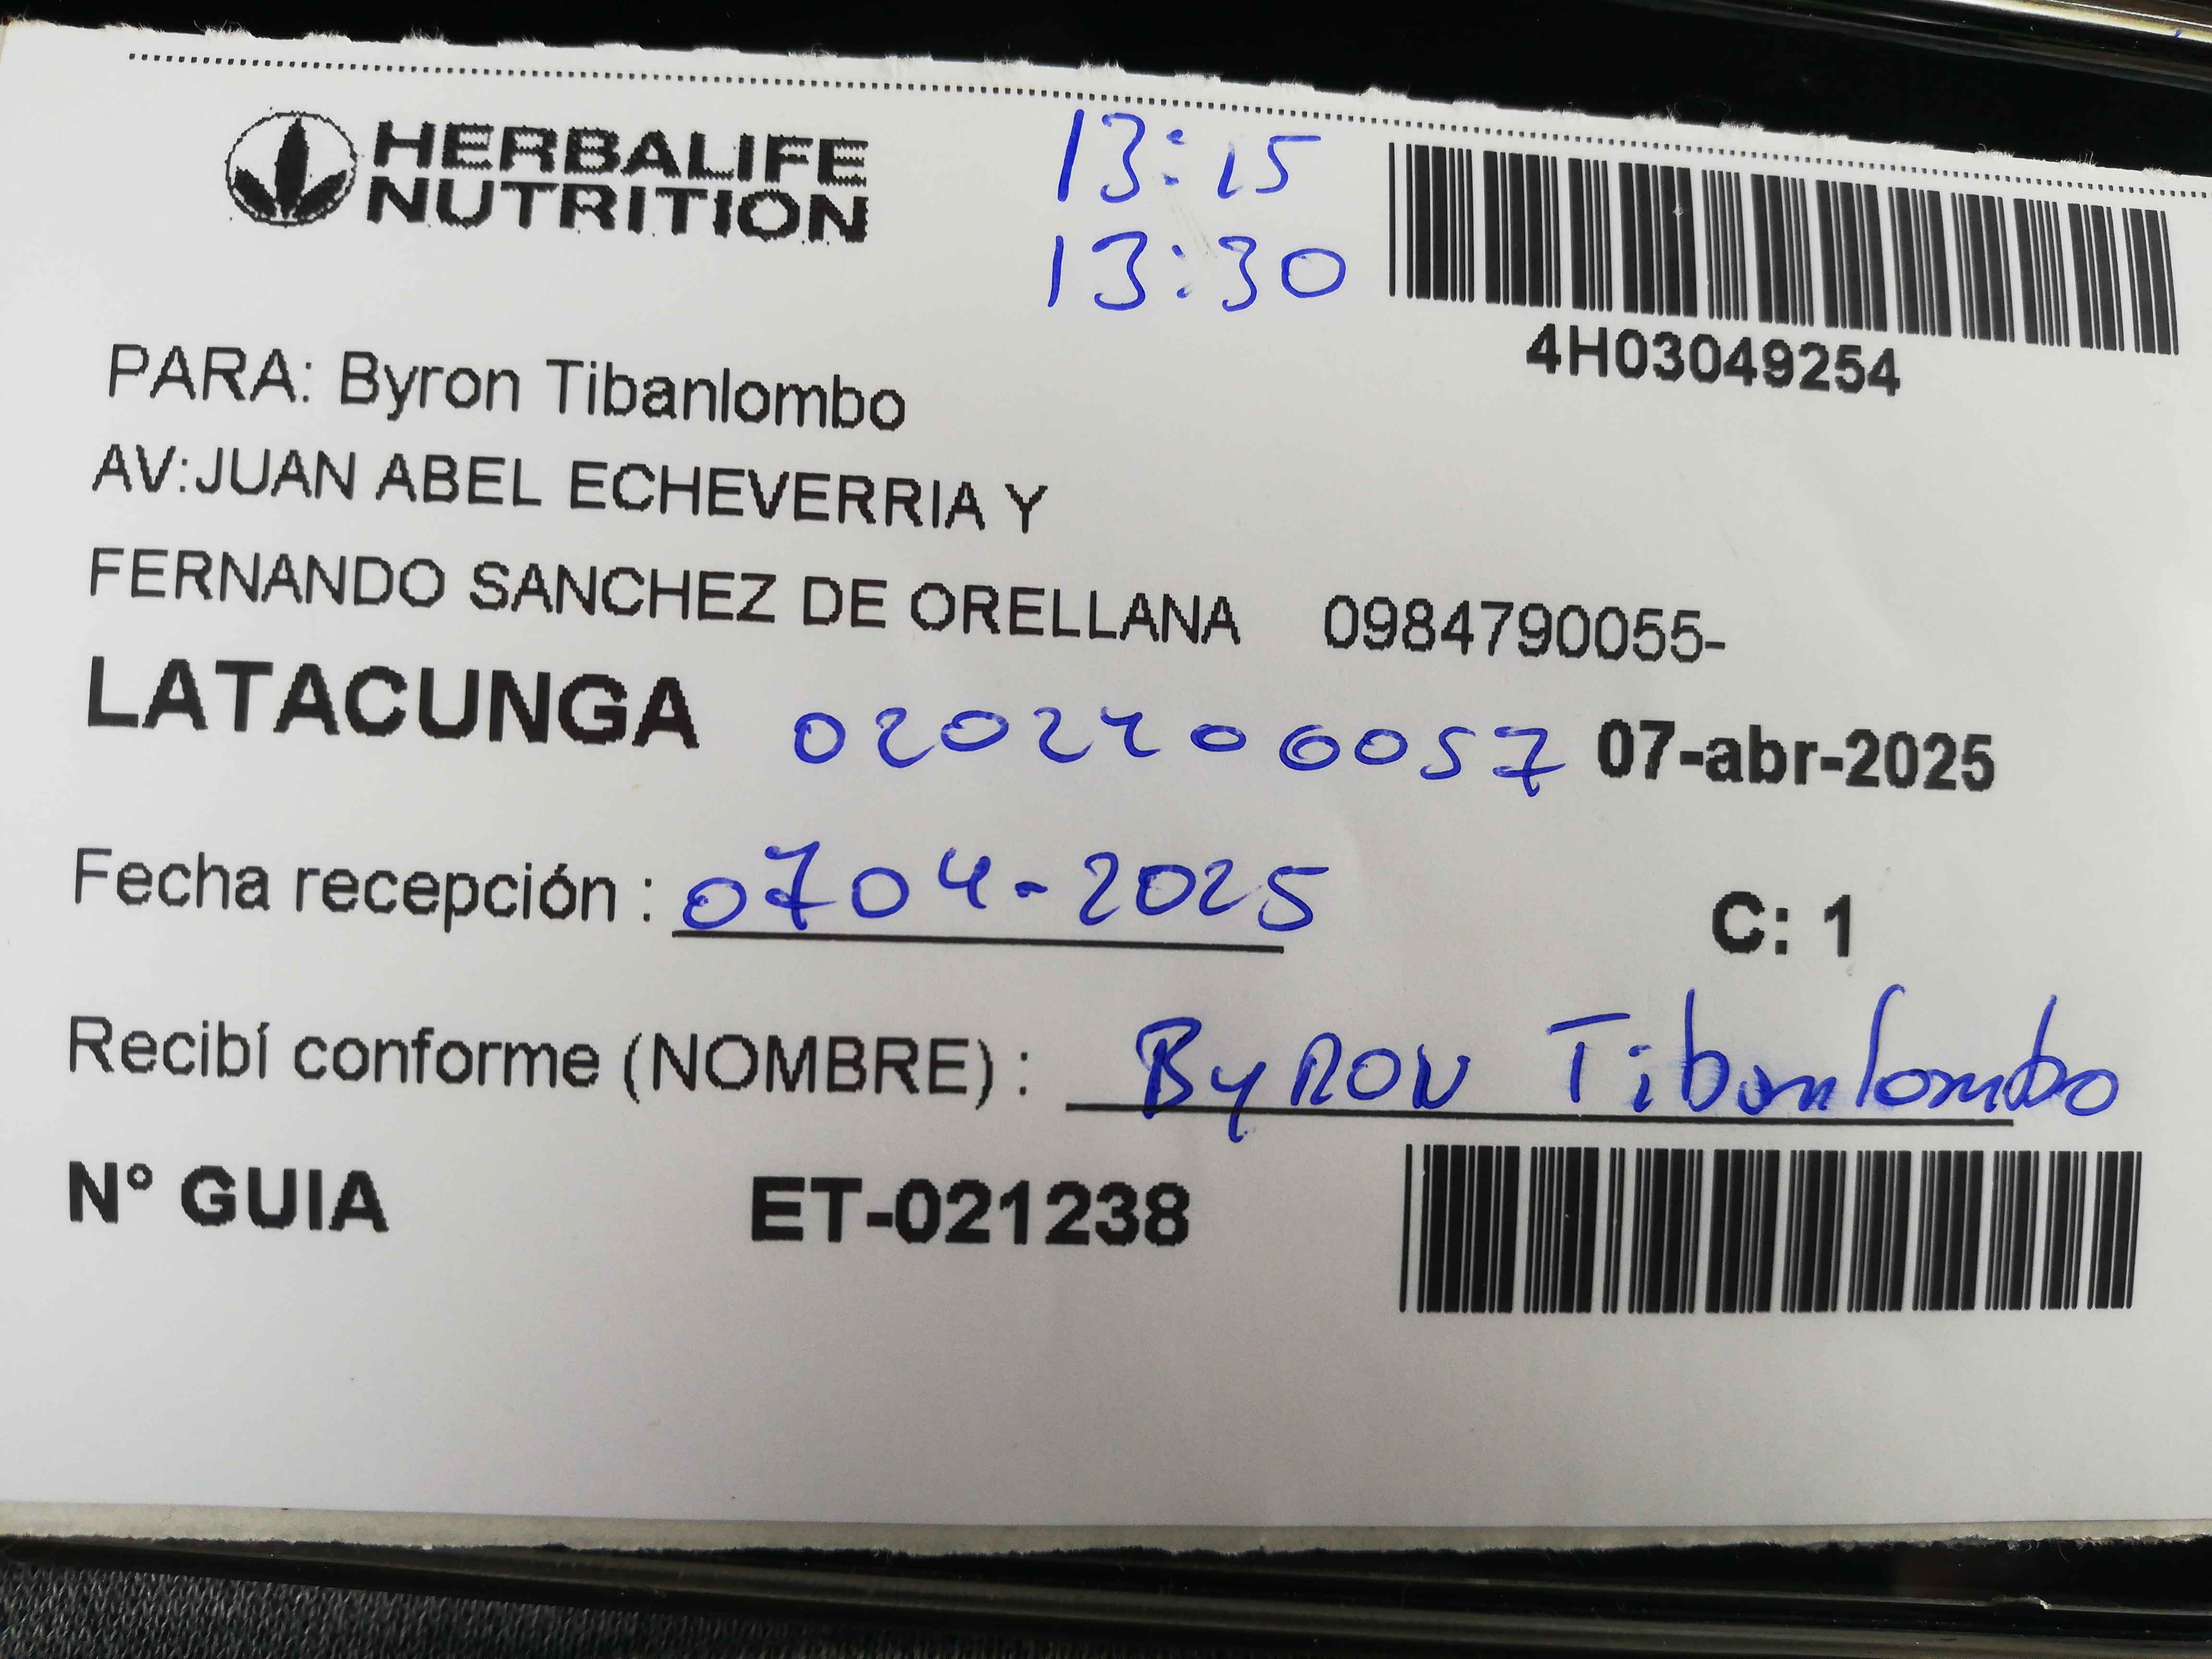 HERBALIFE
NUTRITION
13:15
13:30
4H03049254
PARA: Byron Tibanlombo
AV:JUAN ABEL ECHEVERRIA Y
FERNANDO SANCHEZ DE ORELLANA 0984790055-
LATACUNGA 0202400057 07-abr-2025
Fecha recepción : 0704-2025
C: 1
Recibí conforme (NOMBRE) : ByRON Tibanlombo
N° GUIA ET-021238